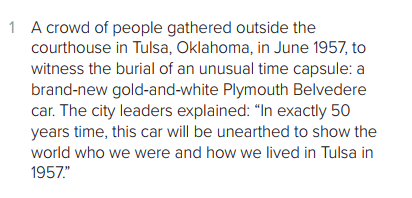 1 A crowd of people gathered outside the
courthouse in Tulsa, Oklahoma, in June 1957, to
witness the burial of an unusual time capsule: a
brand-new gold-and-white Plymouth Belvedere
car. The city leaders explained: “In exactly 50
years time, this car will be unearthed to show the
world who we were and how we lived in Tulsa in
1957.”